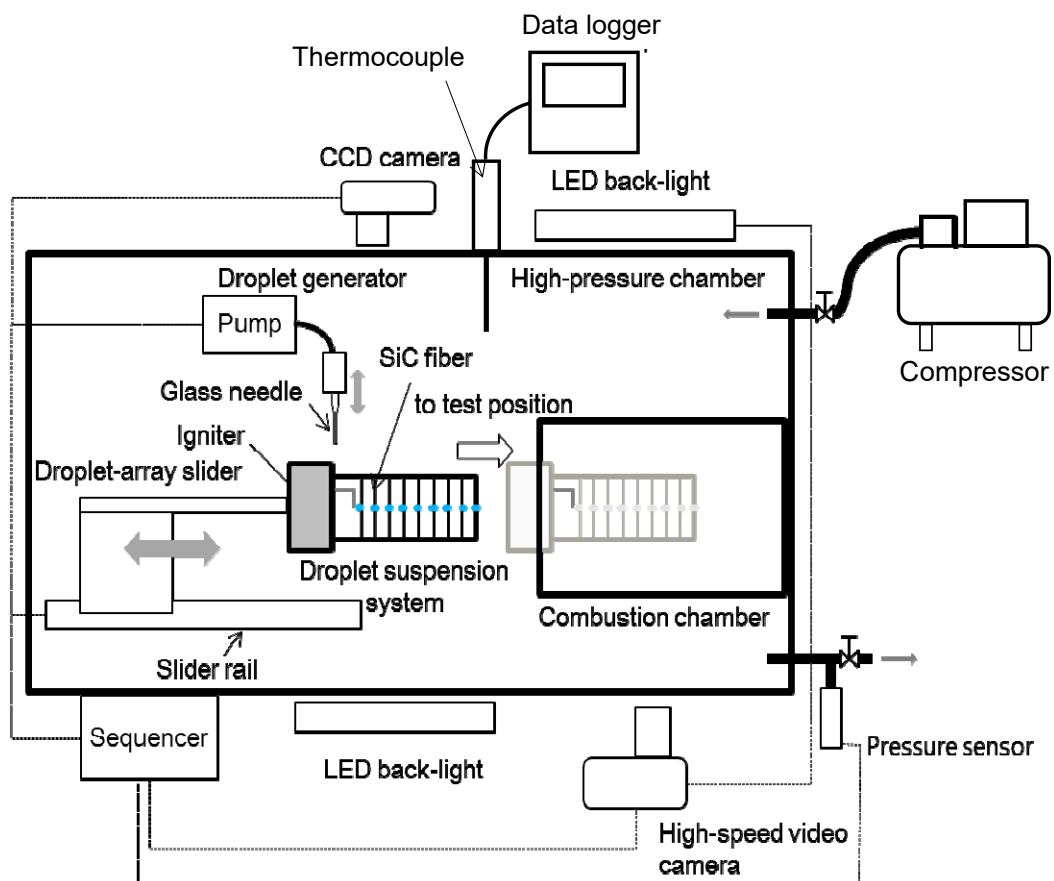 Data logger
Thermocouple
CCD camera
LED back-light
Droplet generator
High-pressure chamber
Pump
SiC fiber
Compressor
Glass needle
to test position
Igniter
Droplet-array slider
Droplet suspension
system
Combustion chamber
Slider rail
Sequencer
LED back-light
Pressure sensor
High-speed video
camera